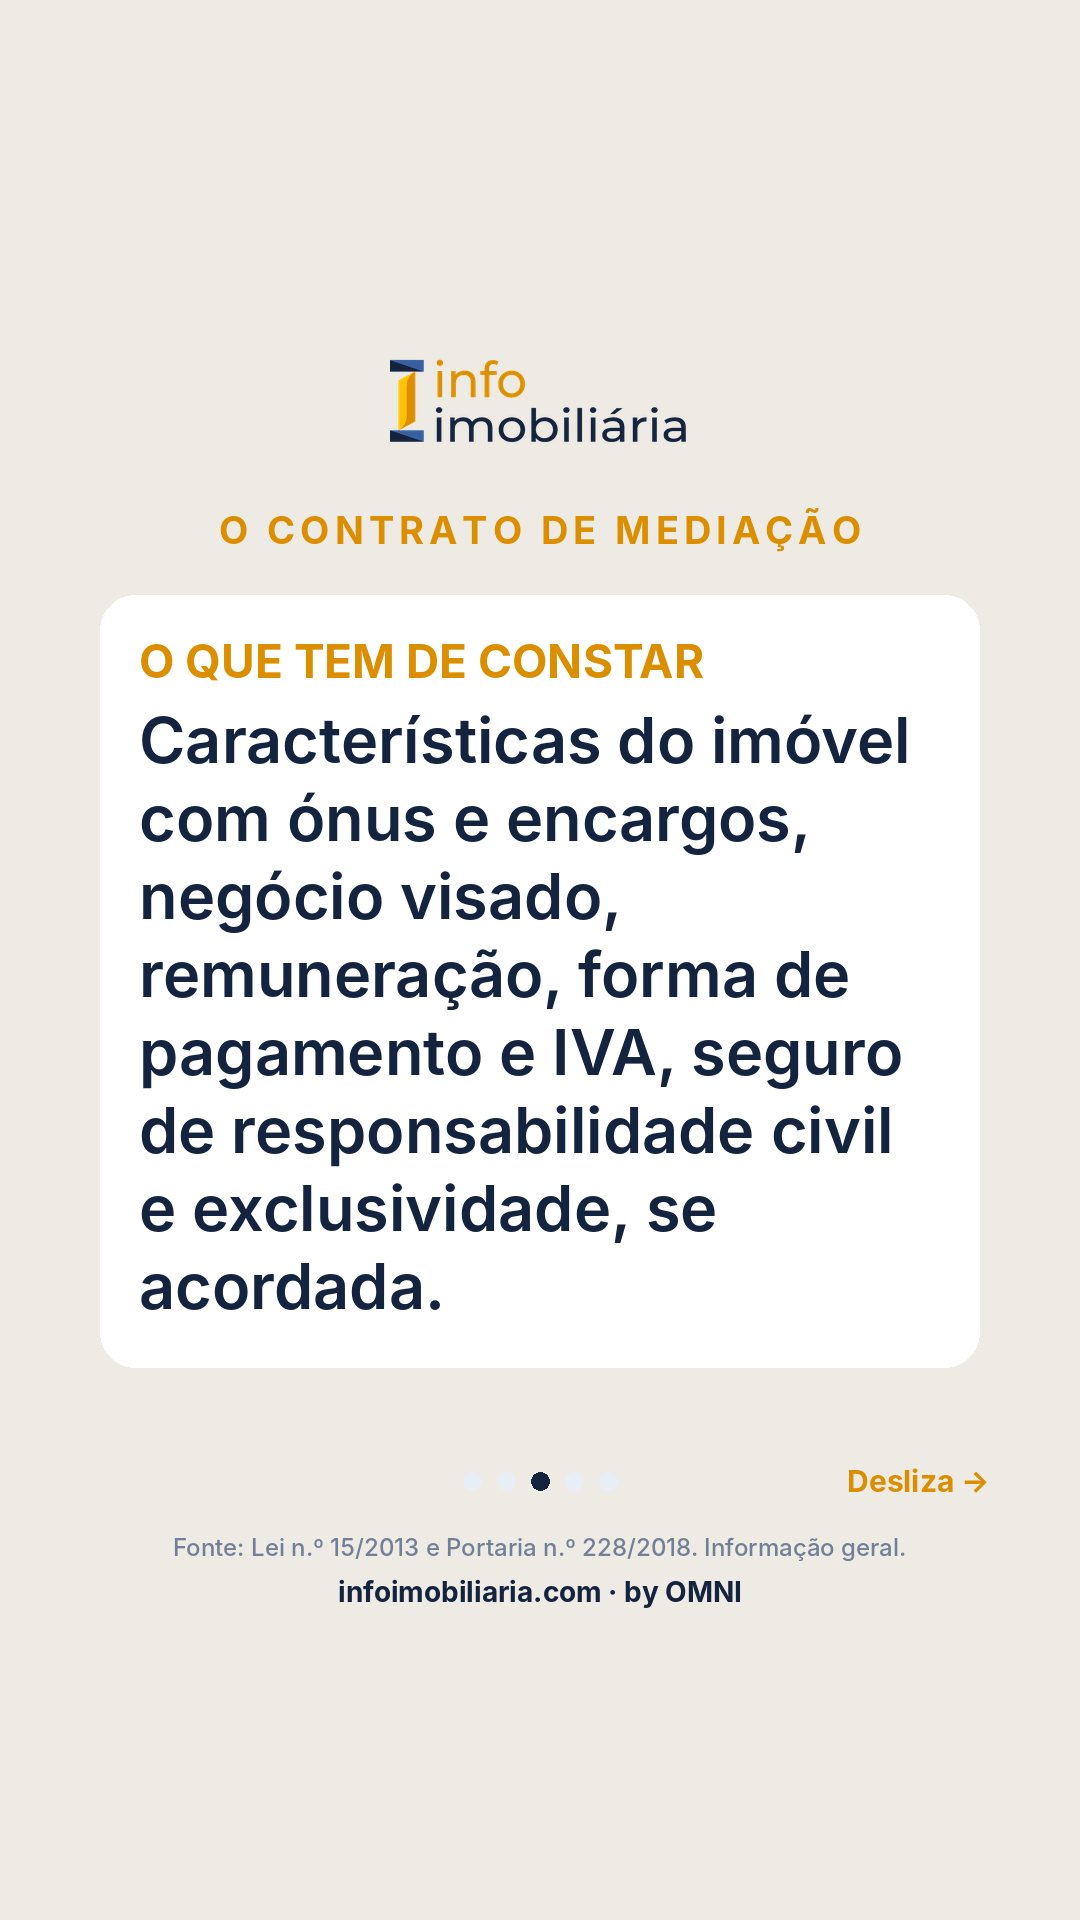 info
imobiliária
O CONTRATO DE MEDIAÇÃO
O QUE TEM DE CONSTAR
Características do imóvel
com ónus e encargos,
negócio visado,
remuneração, forma de
pagamento e IVA, seguro
de responsabilidade civil
e exclusividade, se
acordada.
Desliza →
Fonte: Lei n.º 15/2013 e Portaria n.º 228/2018. Informação geral.
infoimobiliaria.com · by OMNI